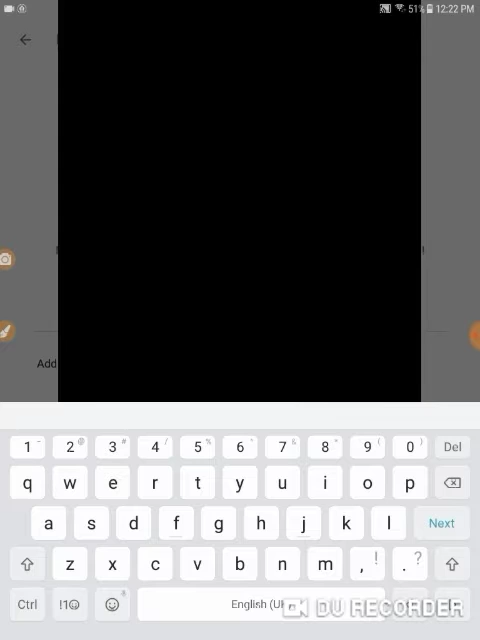 51% 12:22 PM
Add
1 - 2 @ 3 # 4 / 5 % 6 ^ 7 & 8 * 9 ( 0 ) Del
q w e r t y u i o p
a s d f g h j k l Next
z x c v b n m , ! . ?
Ctrl !1☺ English (U
DU RECORDER